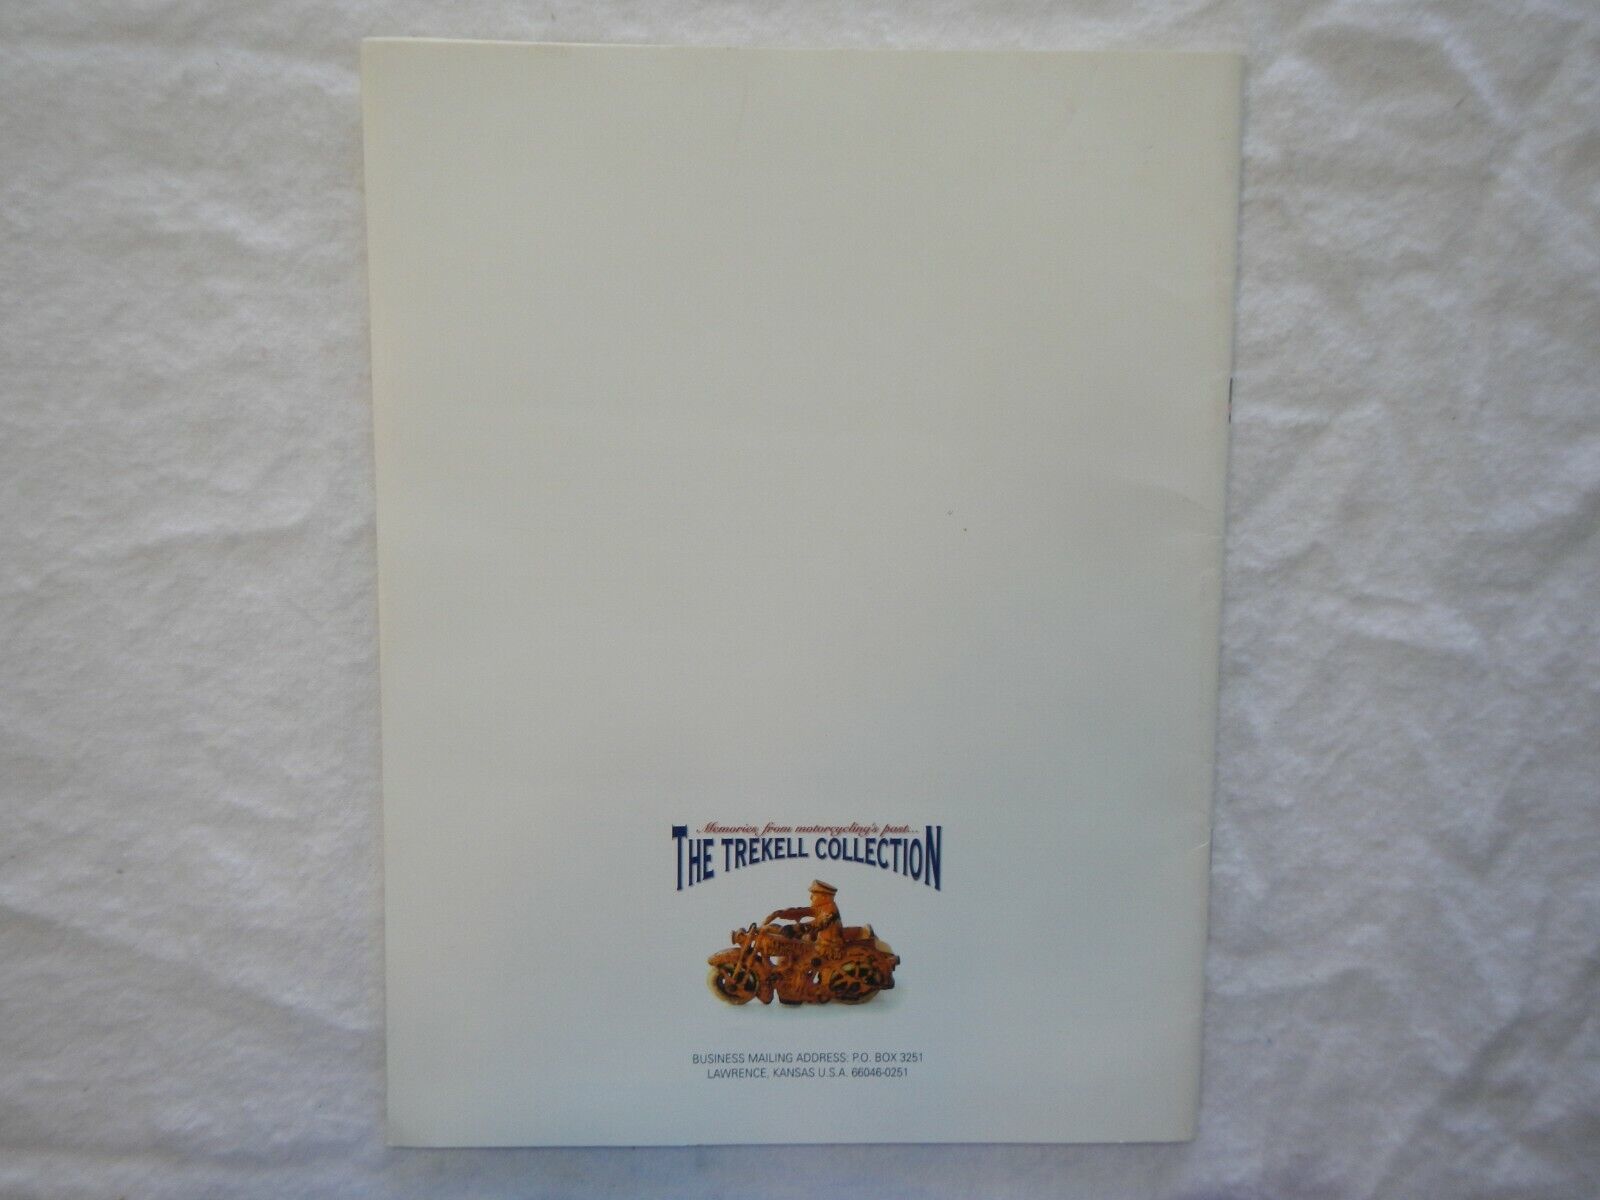 Memories from motorcycling's past...
THE TREKELL COLLECTION
BUSINESS MAILING ADDRESS: P.O. BOX 3251
LAWRENCE, KANSAS U.S.A. 66046-0251